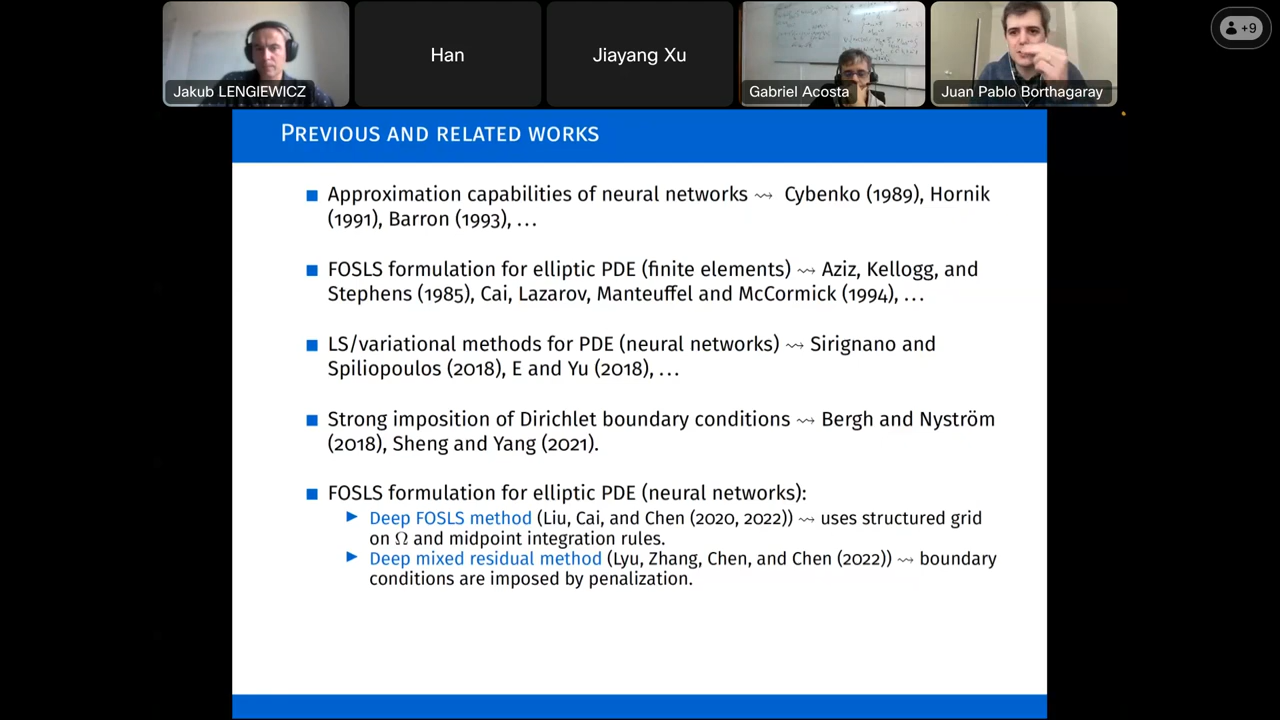 Han
Jiayang Xu
+9
Jakub LENGIEWICZ
Gabriel Acosta
Juan Pablo Borthagaray
Previous and related works
Approximation capabilities of neural networks ⇝ Cybenko (1989), Hornik
(1991), Barron (1993), …
FOSLS formulation for elliptic PDE (finite elements) ⇝ Aziz, Kellogg, and
Stephens (1985), Cai, Lazarov, Manteuffel and McCormick (1994), …
LS/variational methods for PDE (neural networks) ⇝ Sirignano and
Spiliopoulos (2018), E and Yu (2018), …
Strong imposition of Dirichlet boundary conditions ⇝ Bergh and Nyström
(2018), Sheng and Yang (2021).
FOSLS formulation for elliptic PDE (neural networks):
Deep FOSLS method (Liu, Cai, and Chen (2020, 2022)) ⇝ uses structured grid
on Ω and midpoint integration rules.
Deep mixed residual method (Lyu, Zhang, Chen, and Chen (2022)) ⇝ boundary
conditions are imposed by penalization.